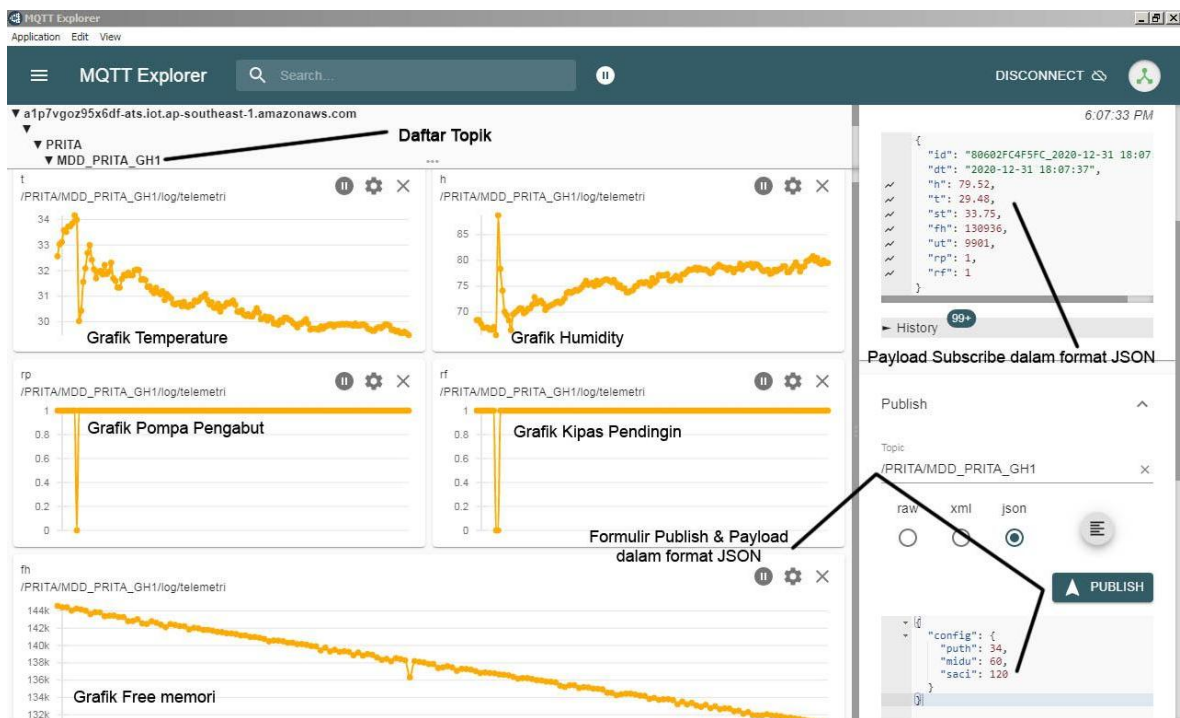 MQTT Explorer
Application Edit View
MQTT Explorer
Search...
DISCONNECT
▼ a1p7vgoz95x6df-ats.iot.ap-southeast-1.amazonaws.com
▼
▼ PRITA
▼ MDD_PRITA_GH1
Daftar Topik
...
t
/PRITA/MDD_PRITA_GH1/log/telemetri
34
33
32
31
30
Grafik Temperature
h
/PRITA/MDD_PRITA_GH1/log/telemetri
85
80
75
70
Grafik Humidity
rp
/PRITA/MDD_PRITA_GH1/log/telemetri
1
0.8
0.6
0.4
0.2
0
Grafik Pompa Pengabut
rf
/PRITA/MDD_PRITA_GH1/log/telemetri
1
0.8
0.6
0.4
0.2
0
Grafik Kipas Pendingin
Formulir Publish & Payload
dalam format JSON
fh
/PRITA/MDD_PRITA_GH1/log/telemetri
144k
142k
140k
138k
136k
134k
132k
Grafik Free memori
6:07:33 PM
{
"id": "80602FC4F5FC_2020-12-31 18:07
"dt": "2020-12-31 18:07:37",
"h": 79.52,
"t": 29.48,
"st": 33.75,
"fh": 130936,
"ut": 9901,
"rp": 1,
"rf": 1
}
► History 99+
Payload Subscribe dalam format JSON
Publish
Topic
/PRITA/MDD_PRITA_GH1
raw xml json
PUBLISH
{
"config": {
"puth": 34,
"midu": 60,
"saci": 120
}
}